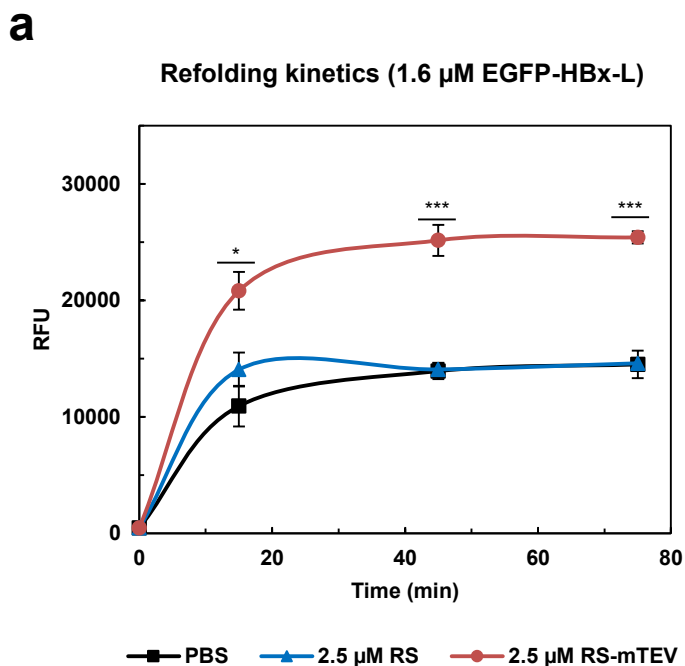 a
Refolding kinetics (1.6 µM EGFP-HBx-L)
30000
20000
10000
0
RFU
*
***
***
0 20 40 60 80
Time (min)
PBS 2.5 µM RS 2.5 µM RS-mTEV